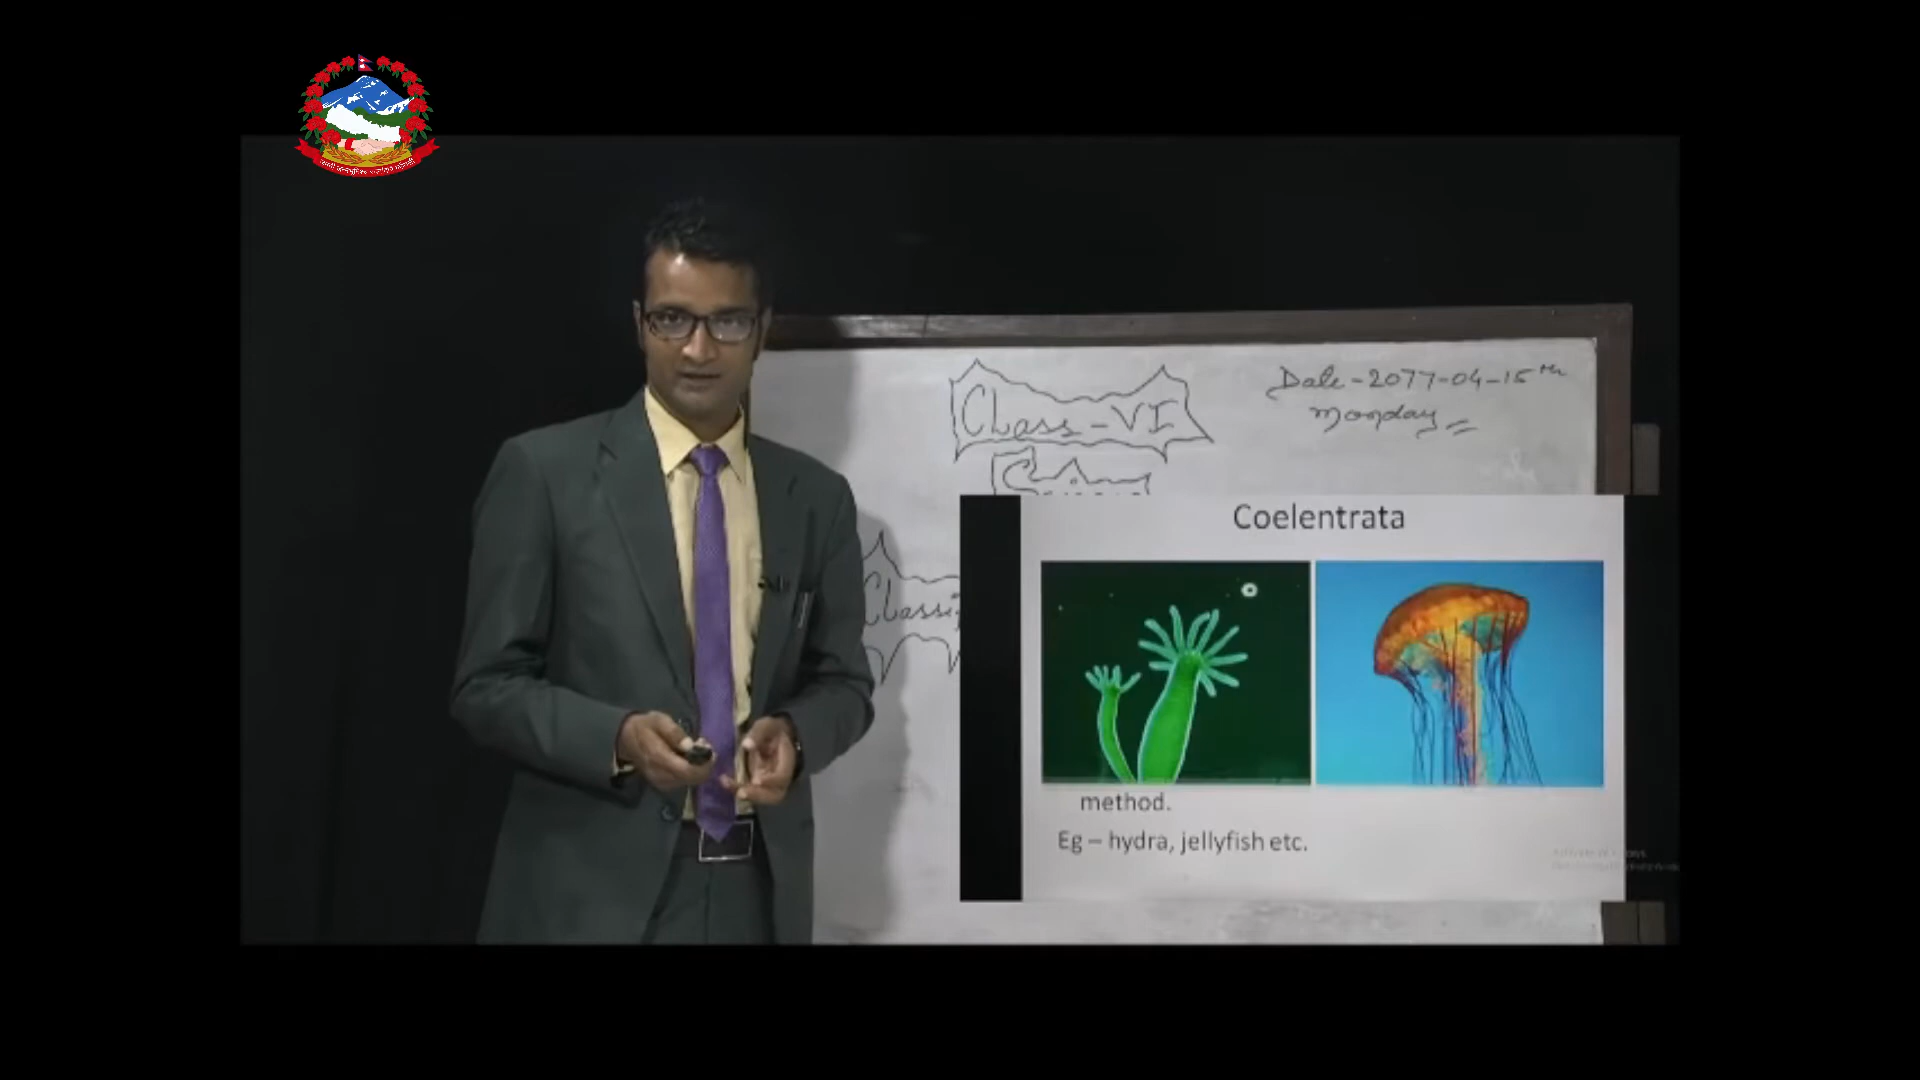 Class-VI
Date-2077-04-15th
Monday
Coelentrata
method.
Eg – hydra, jellyfish etc.